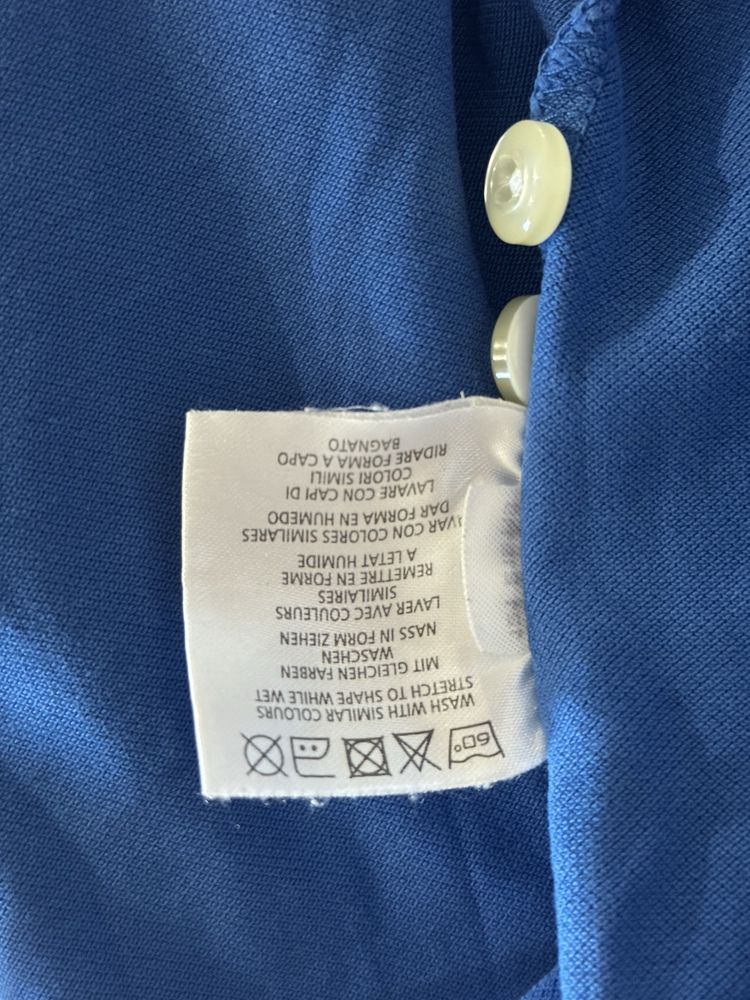 60°
WASH WITH SIMILAR COLOURS
STRETCH TO SHAPE WHILE WET
MIT GLEICHEN FARBEN
WASCHEN
NASS IN FORM ZIEHEN
LAVER AVEC COULEURS
SIMILAIRES
REMETTRE EN FORME
A LETAT HUMIDE
AVAR CON COLORES SIMILARES
DAR FORMA EN HUMEDO
LAVARE CON CAPI DI
COLORI SIMILI
RIDARE FORMA A CAPO
BAGNATO